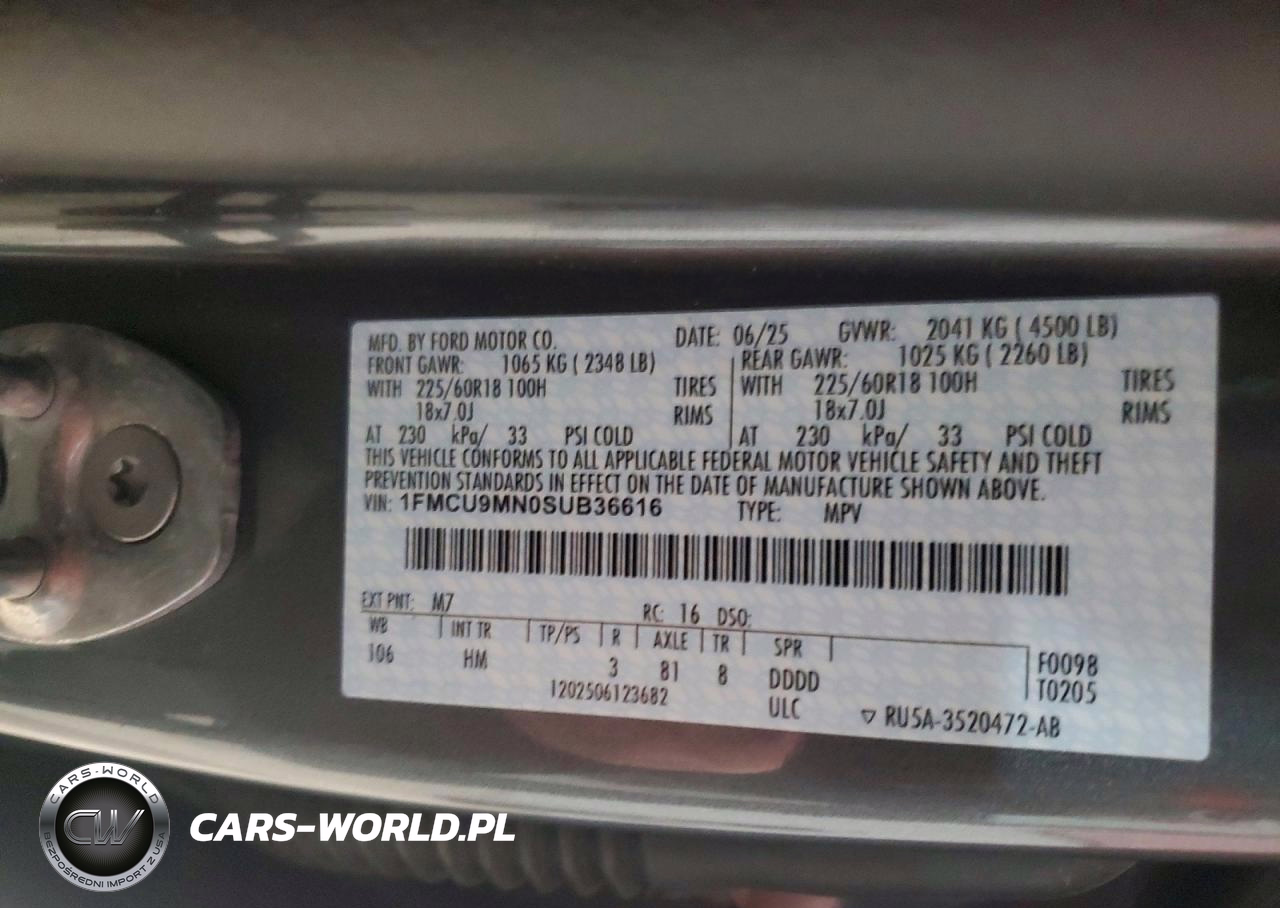 MFD. BY FORD MOTOR CO. DATE: 06/25 GVWR: 2041 KG ( 4500 LB)
FRONT GAWR: 1065 KG ( 2348 LB) REAR GAWR: 1025 KG ( 2260 LB)
WITH 225/60R18 100H TIRES WITH 225/60R18 100H TIRES
18x7.0J RIMS 18x7.0J RIMS
AT 230 kPa/ 33 PSI COLD AT 230 kPa/ 33 PSI COLD
THIS VEHICLE CONFORMS TO ALL APPLICABLE FEDERAL MOTOR VEHICLE SAFETY AND THEFT
PREVENTION STANDARDS IN EFFECT ON THE DATE OF MANUFACTURE SHOWN ABOVE.
VIN: 1FMCU9MN0SUB36616 TYPE: MPV
EXT PNT: M7 RC: 16 DSO:
WB INT TR TP/PS R AXLE TR SPR
106 HM 3 81 8 DDDD F0098
1202506123682 ULC T0205
▽ RU5A-3520472-AB
CARS-WORLD
CW
BEZPOŚREDNI IMPORT Z USA
CARS-WORLD.PL